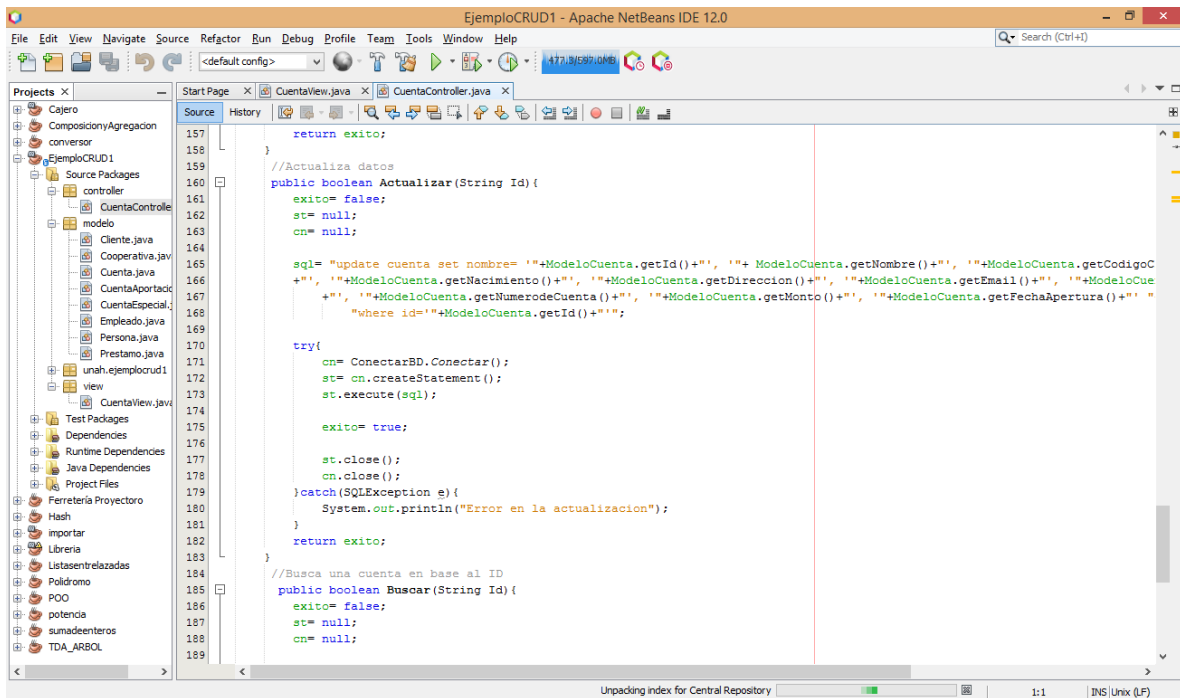 EjemploCRUD1 - Apache NetBeans IDE 12.0
File Edit View Navigate Source Refactor Run Debug Profile Team Tools Window Help
Search (Ctrl+I)
<default config>
477.3/597.0MB
Projects
Start Page
CuentaView.java
CuentaController.java
Source
History
Cajero
ComposicionyAgregacion
conversor
EjemploCRUD1
Source Packages
controller
CuentaControlle
modelo
Cliente.java
Cooperativa.jav
Cuenta.java
CuentaAportacio
CuentaEspecial.j
Empleado.java
Persona.java
Prestamo.java
unah.ejemplocrud1
view
CuentaView.java
Test Packages
Dependencies
Runtime Dependencies
Java Dependencies
Project Files
Ferretería Proyectoro
Hash
importar
Libreria
Listasentrelazadas
Polidromo
POO
potencia
sumadeenteros
TDA_ARBOL
157 return exito;
158 }
159 //Actualiza datos
160 public boolean Actualizar(String Id){
161 exito= false;
162 st= null;
163 cn= null;
164
165 sql= "update cuenta set nombre= '"+ModeloCuenta.getId()+"', '"+ ModeloCuenta.getNombre()+"', '"+ModeloCuenta.getCodigoC
166 +"', '"+ModeloCuenta.getNacimiento()+"', '"+ModeloCuenta.getDireccion()+"', '"+ModeloCuenta.getEmail()+"', '"+ModeloCue
167 +"', '"+ModeloCuenta.getNumerodeCuenta()+"', '"+ModeloCuenta.getMonto()+"', '"+ModeloCuenta.getFechaApertura()+"' "
168 "where id='"+ModeloCuenta.getId()+"'";
169
170 try{
171 cn= ConectarBD.Conectar();
172 st= cn.createStatement();
173 st.execute(sql);
174
175 exito= true;
176
177 st.close();
178 cn.close();
179 }catch(SQLException e){
180 System.out.println("Error en la actualizacion");
181 }
182 return exito;
183 }
184 //Busca una cuenta en base al ID
185 public boolean Buscar(String Id){
186 exito= false;
187 st= null;
188 cn= null;
189
Unpacking index for Central Repository
1:1
INS Unix (LF)